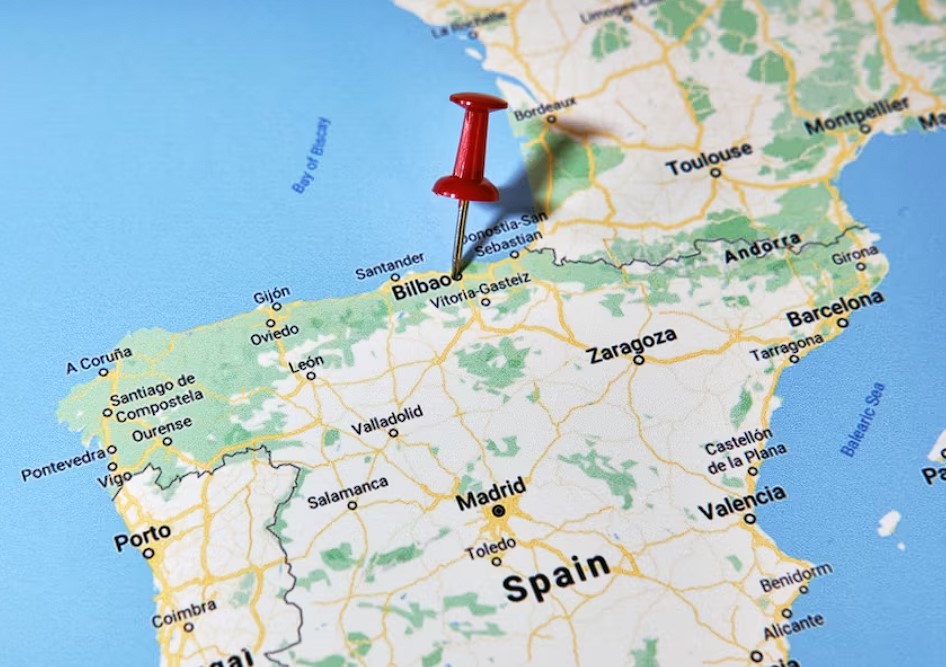 La Rochelle
Limoges
Bordeaux
Montpellier
Toulouse
Bay of Biscay
Donostia-San
Sebastian
Andorra
Santander
Girona
Bilbao
Vitoria-Gasteiz
Gijón
Barcelona
Oviedo
Zaragoza
Tarragona
A Coruña
León
Santiago de
Compostela
Balearic Sea
Ourense
Valladolid
Castellón
de la Plana
Pontevedra
Vigo
Salamanca
Madrid
Valencia
Porto
Toledo
Spain
Benidorm
Coimbra
Alicante